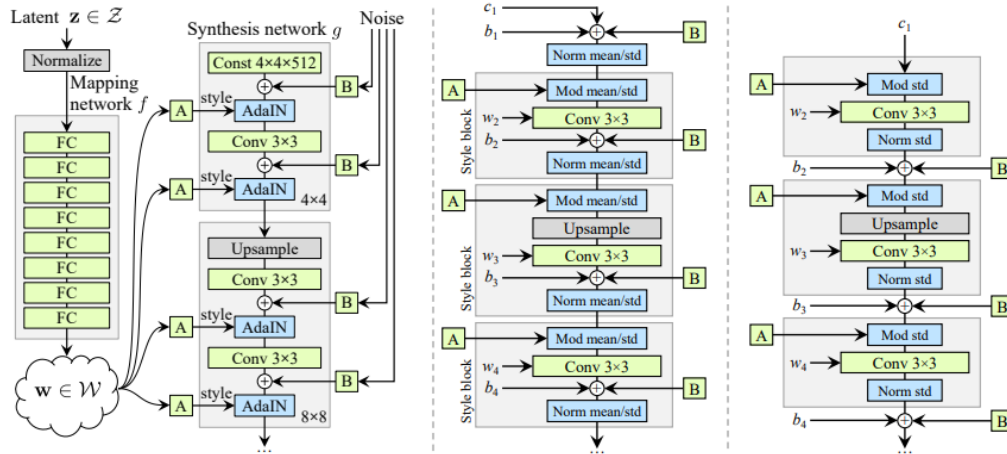 Latent z ∈ Z
Normalize
Mapping
network f
FC
FC
FC
FC
FC
FC
FC
FC
w ∈ W
Synthesis network g
Noise
Const 4×4×512
B
A
style
AdaIN
Conv 3×3
B
A
style
AdaIN
4×4
Upsample
Conv 3×3
B
A
style
AdaIN
Conv 3×3
B
A
style
AdaIN
8×8
...
c1
b1
B
Norm mean/std
A
Mod mean/std
w2
Conv 3×3
b2
B
Norm mean/std
Style block
A
Mod mean/std
Upsample
w3
Conv 3×3
b3
B
Norm mean/std
Style block
A
Mod mean/std
w4
Conv 3×3
b4
B
Norm mean/std
Style block
...
c1
A
Mod std
w2
Conv 3×3
Norm std
b2
B
A
Mod std
Upsample
w3
Conv 3×3
Norm std
b3
B
A
Mod std
w4
Conv 3×3
Norm std
b4
B
...